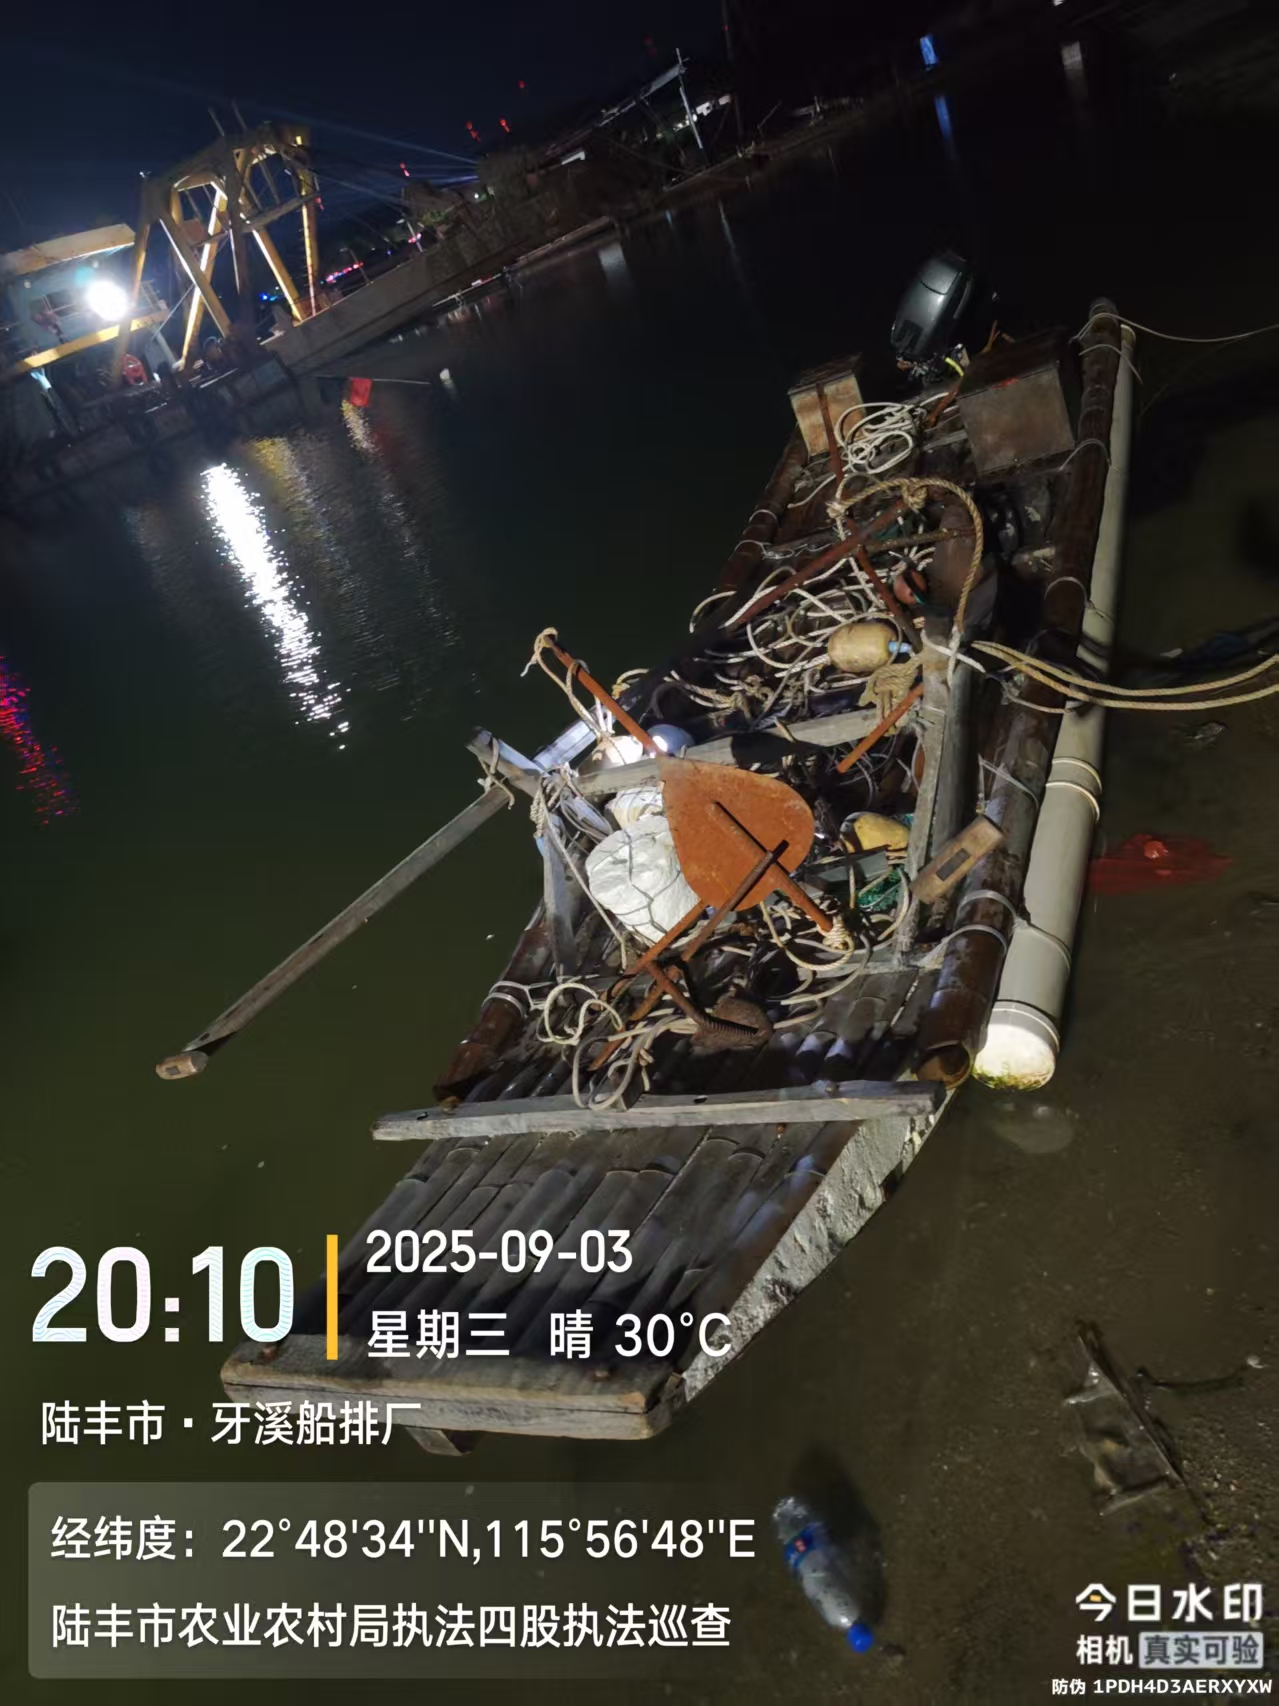 20:10
2025-09-03
星期三 晴 30°C
陆丰市·牙溪船排厂
经纬度：22°48'34"N,115°56'48"E
陆丰市农业农村局执法四股执法巡查
今日水印
相机 真实可验
防伪 1PDH4D3AERXYXW